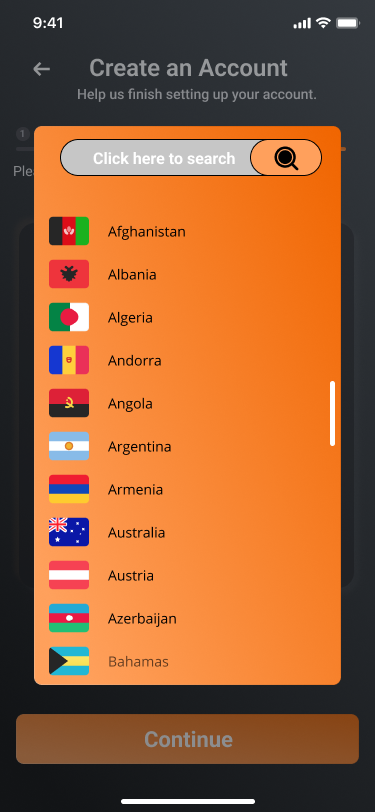 9:41
Create an Account
Help us finish setting up your account.
1
Click here to search
Afghanistan
Albania
Algeria
Andorra
Angola
Argentina
Armenia
Australia
Austria
Azerbaijan
Bahamas
Continue